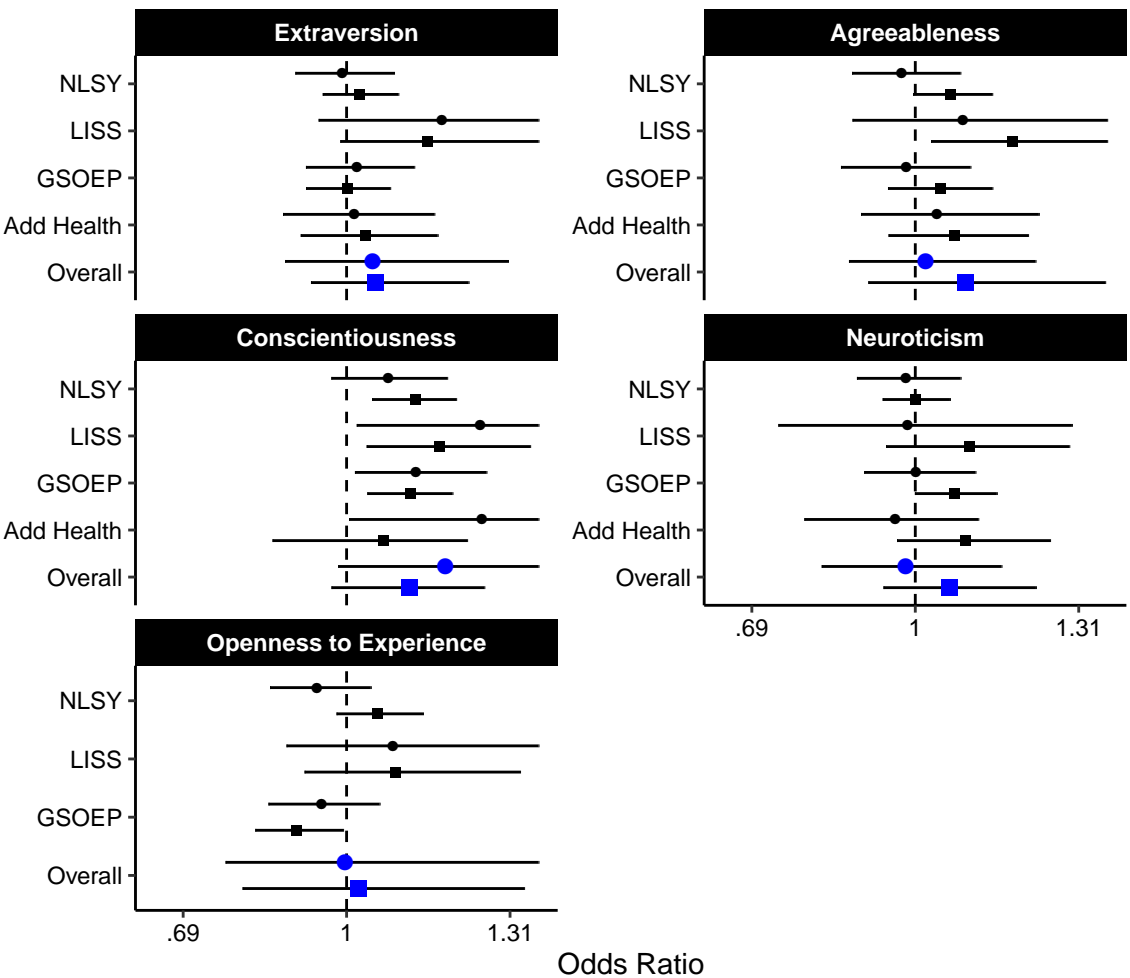 Extraversion
NLSY
LISS
GSOEP
Add Health
Overall
Agreeableness
NLSY
LISS
GSOEP
Add Health
Overall
Conscientiousness
NLSY
LISS
GSOEP
Add Health
Overall
Neuroticism
NLSY
LISS
GSOEP
Add Health
Overall
.69 1 1.31
Openness to Experience
NLSY
LISS
GSOEP
Overall
.69 1 1.31
Odds Ratio